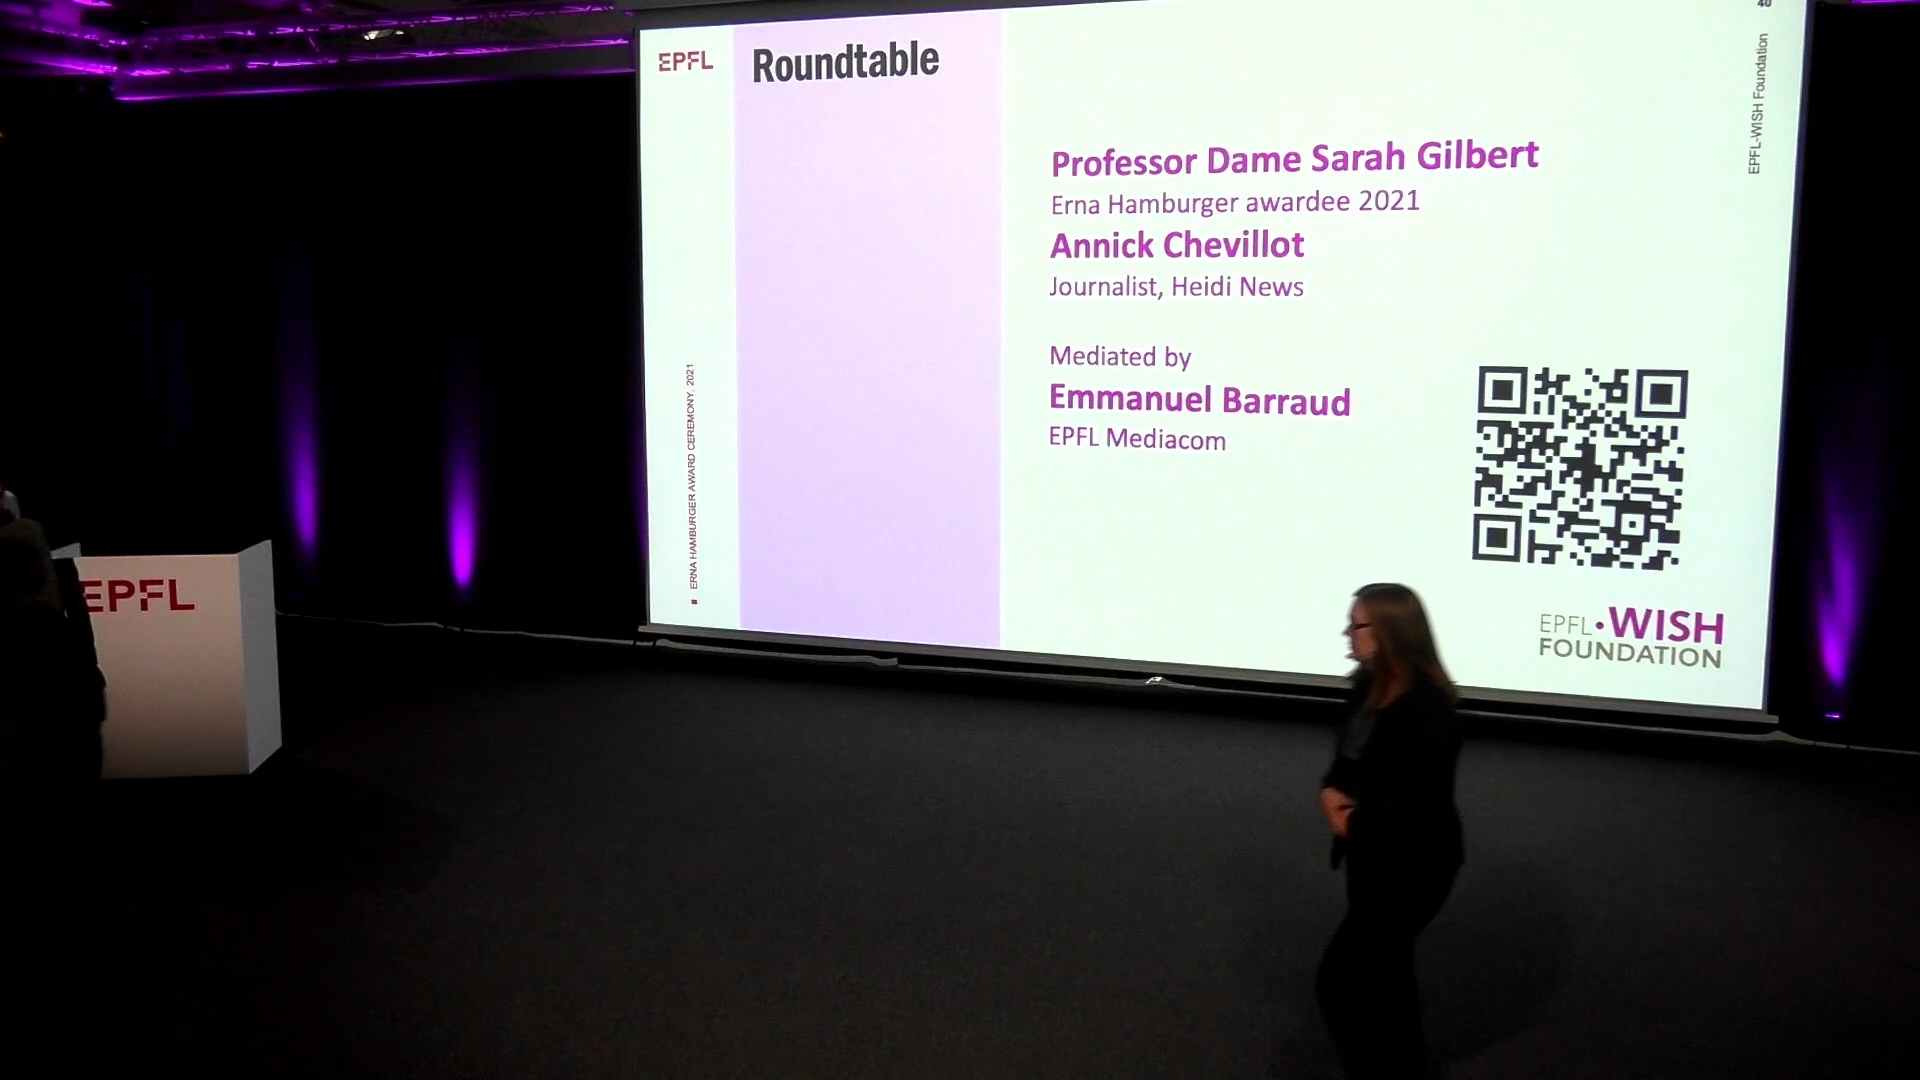 EPFL
Roundtable
Professor Dame Sarah Gilbert
Erna Hamburger awardee 2021
Annick Chevillot
Journalist, Heidi News
Mediated by
Emmanuel Barraud
EPFL Mediacom
EPFL•WISH
FOUNDATION
ERNA HAMBURGER AWARD CEREMONY, 2021
EPFL-WISH Foundation
EPFL